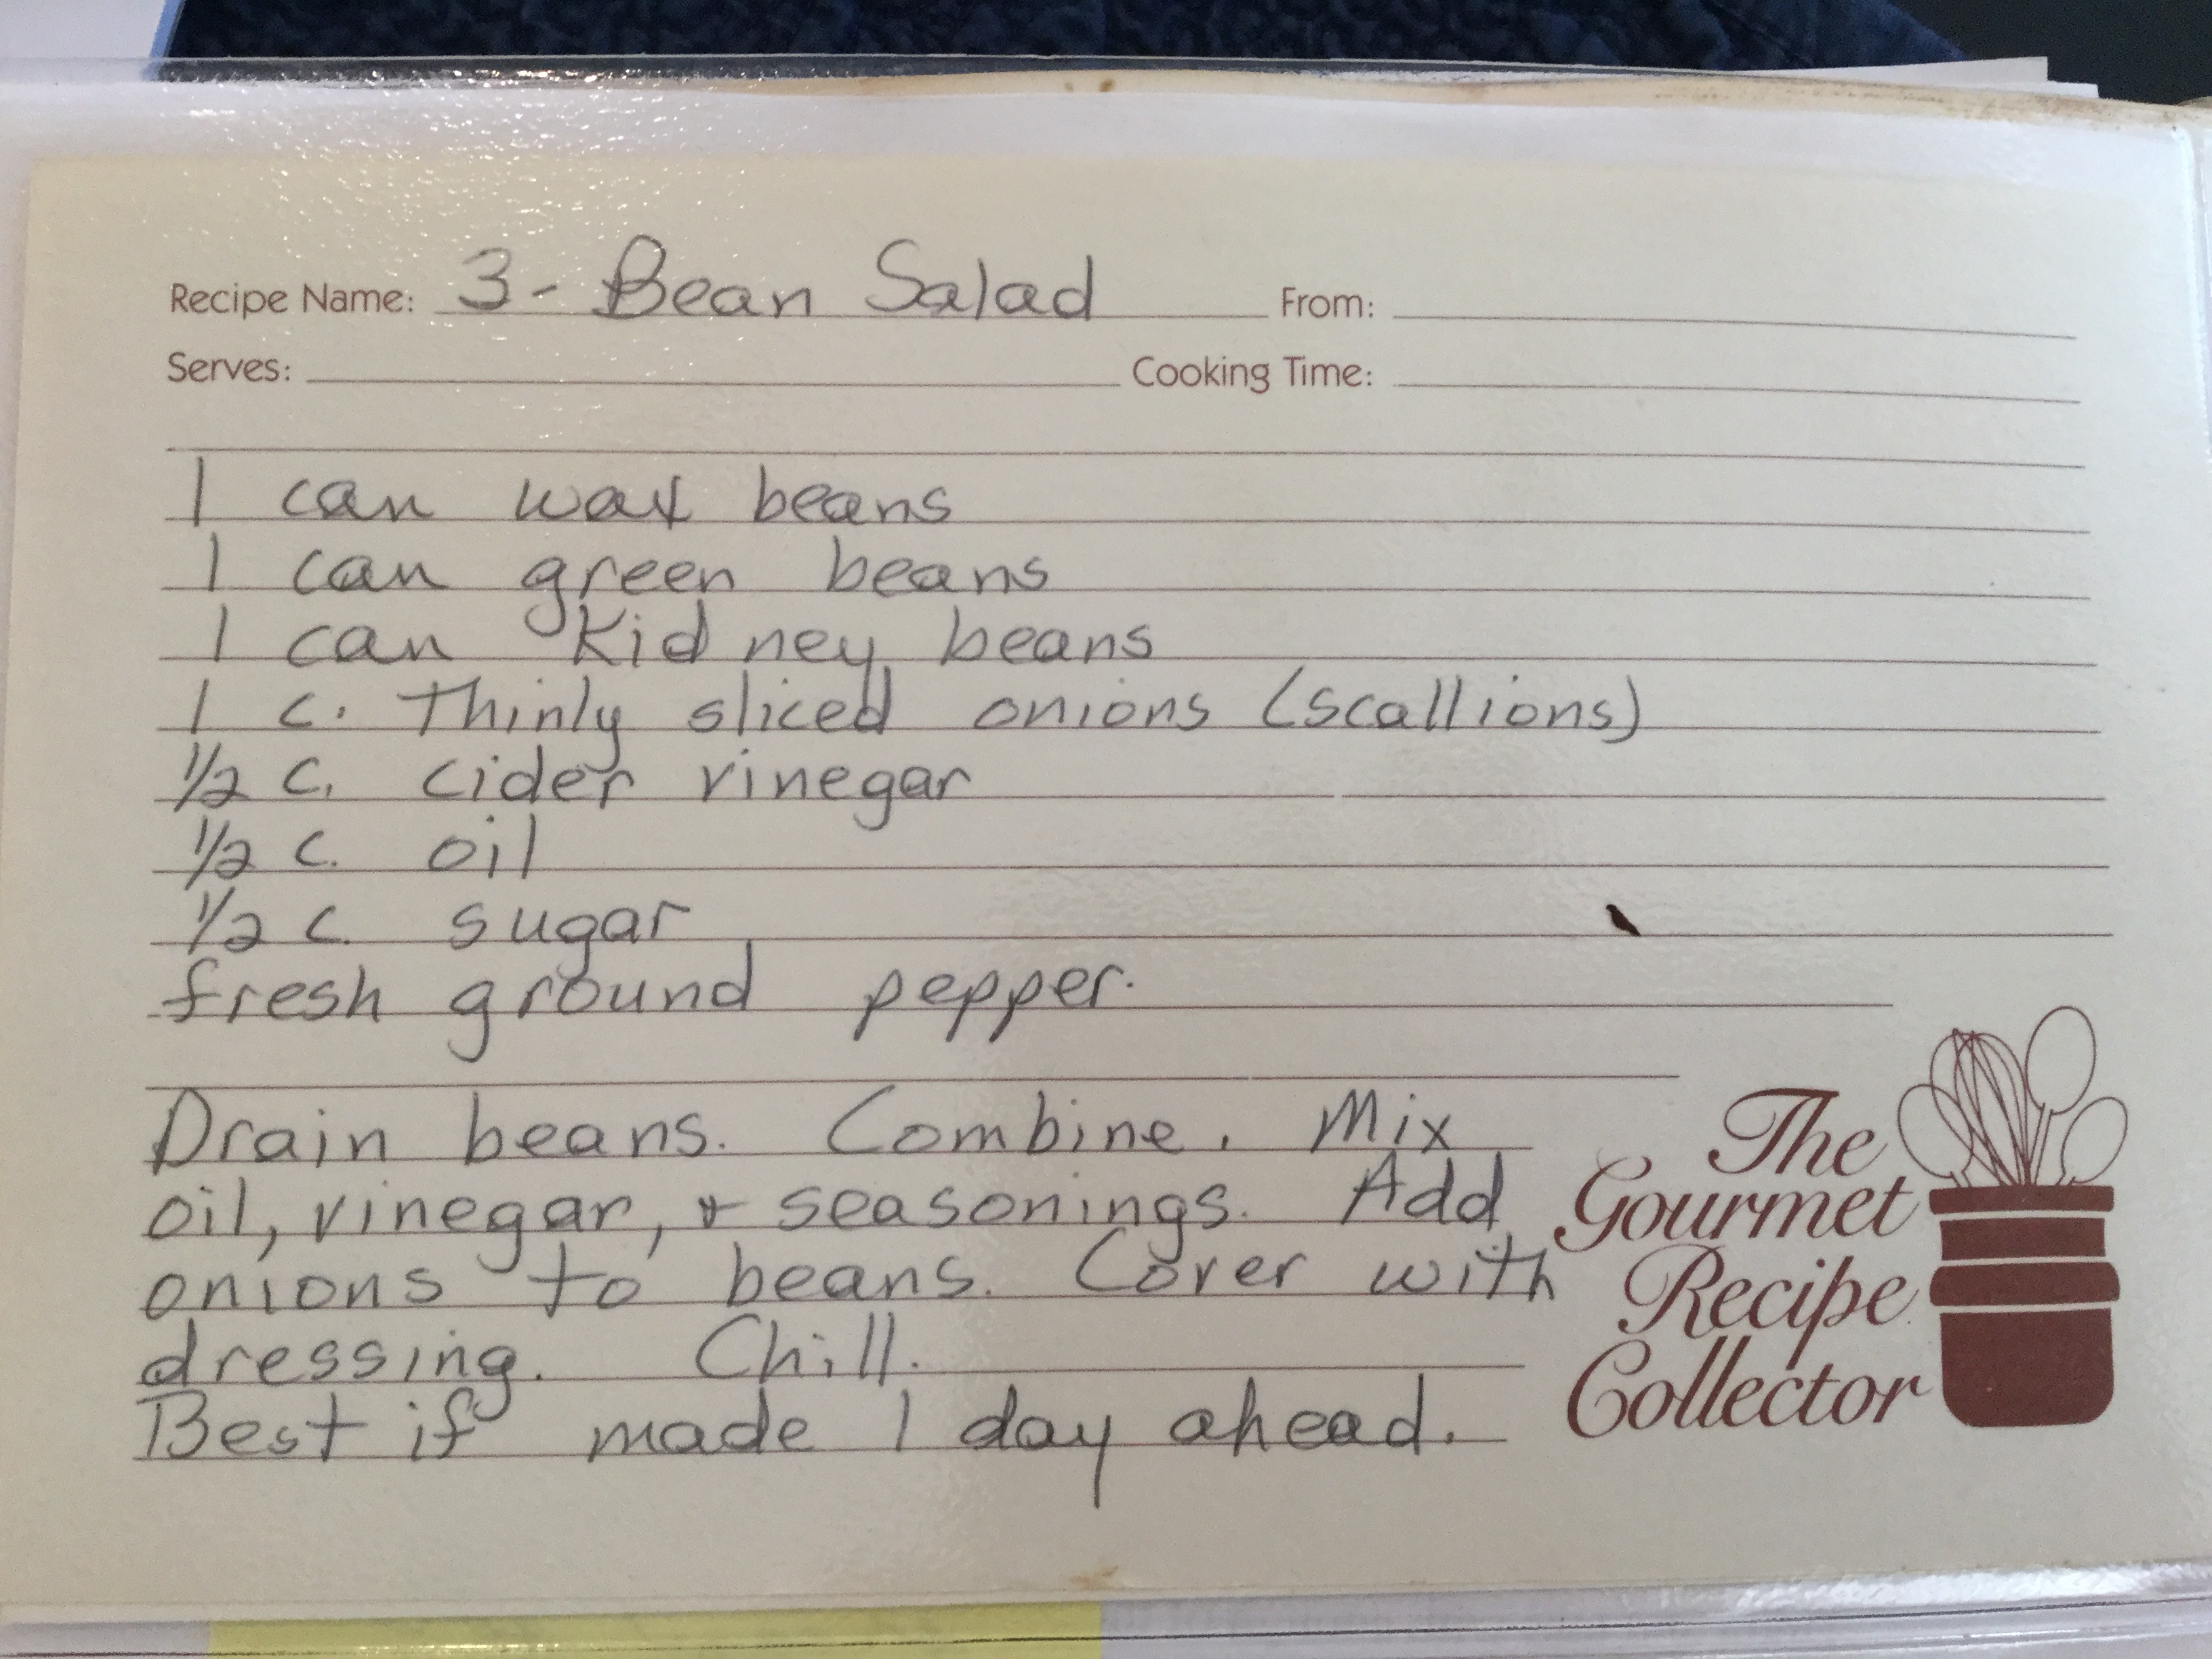 Recipe Name: 3-Bean Salad From:
Serves: Cooking Time:
1 can wax beans
1 can green beans
1 can Kidney beans
1 c. thinly sliced onions (scallions)
1/2 c. cider vinegar
1/2 c. oil
1/2 c. sugar
fresh ground pepper.
Drain beans. Combine. Mix
oil, vinegar, + seasonings. Add
onions to beans. Cover with
dressing. Chill.
Best if made 1 day ahead.
The
Gourmet
Recipe
Collector